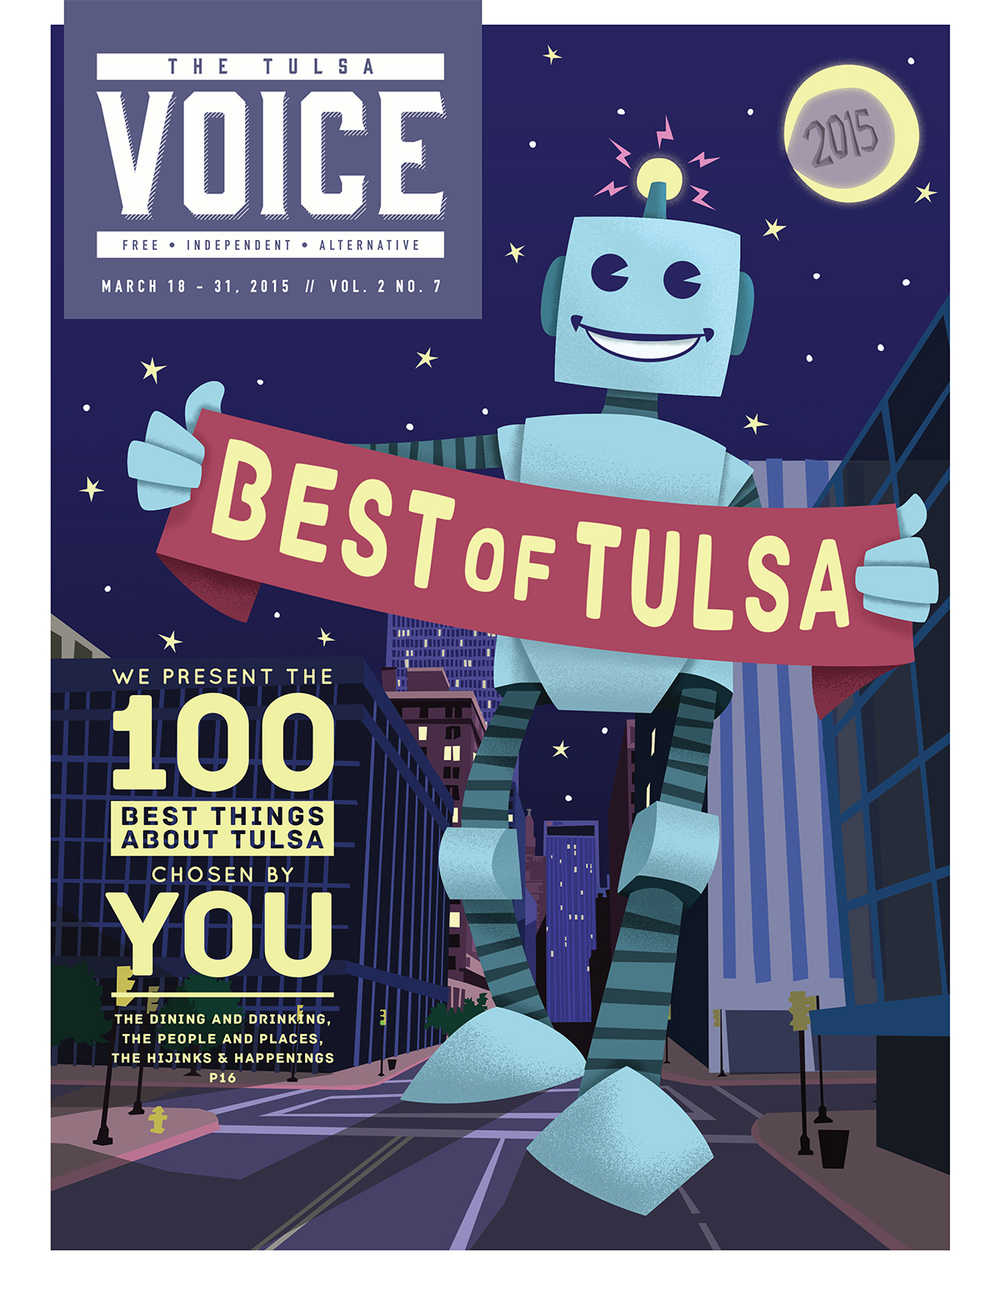 THE TULSA
VOICE
FREE • INDEPENDENT • ALTERNATIVE
MARCH 18 - 31, 2015 // VOL. 2 NO. 7
2015
BEST OF TULSA
WE PRESENT THE
100
BEST THINGS
ABOUT TULSA
CHOSEN BY
YOU
THE DINING AND DRINKING,
THE PEOPLE AND PLACES,
THE HIJINKS & HAPPENINGS
P16